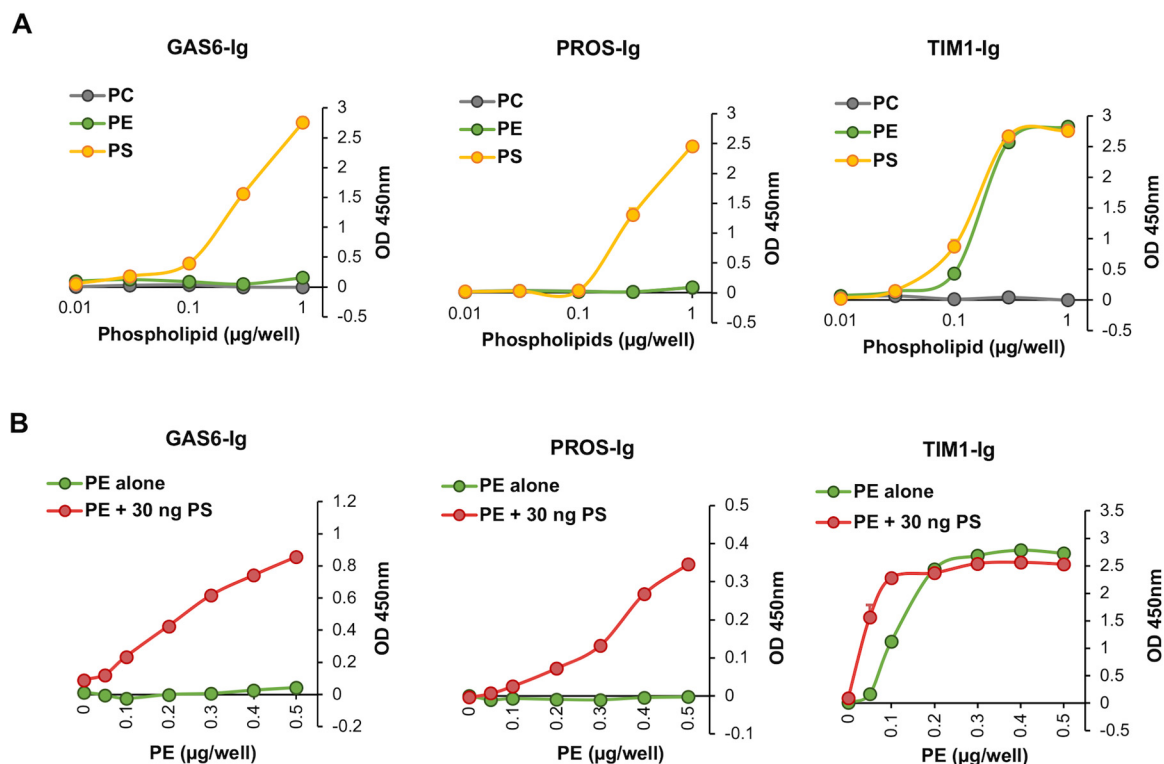 A
GAS6-Ig
PC
PE
PS
3
2.5
2
1.5
1
0.5
0
-0.5
OD 450nm
0.01
0.1
1
Phospholipid (µg/well)
PROS-Ig
PC
PE
PS
3
2.5
2
1.5
1
0.5
0
-0.5
OD 450nm
0.01
0.1
1
Phospholipids (µg/well)
TIM1-Ig
PC
PE
PS
3
2.5
2
1.5
1
0.5
0
-0.5
OD 450nm
0.01
0.1
1
Phospholipid (µg/well)
B
GAS6-Ig
PE alone
PE + 30 ng PS
1.2
1
0.8
0.6
0.4
0.2
0
-0.2
OD 450nm
0
0.1
0.2
0.3
0.4
0.5
PE (µg/well)
PROS-Ig
PE alone
PE + 30 ng PS
0.5
0.4
0.3
0.2
0.1
0
-0.1
OD 450nm
0
0.1
0.2
0.3
0.4
0.5
PE (µg/well)
TIM1-Ig
PE alone
PE + 30 ng PS
3.5
3
2.5
2
1.5
1
0.5
0
-0.5
OD 450nm
0
0.1
0.2
0.3
0.4
0.5
PE (µg/well)